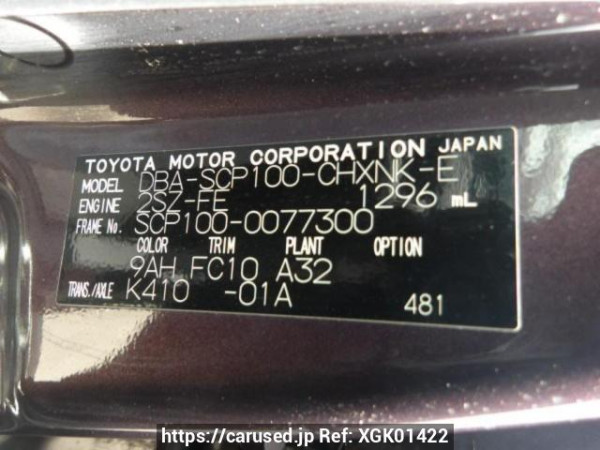 TOYOTA MOTOR CORPORATION JAPAN
MODEL DBA-SCP100-CHXNK-E
ENGINE 2SZ-FE 1296 mL
FRAME No. SCP100-0077300
COLOR TRIM PLANT OPTION
9AH FC10 A32
TRANS./AXLE K410 -01A
481
https://carused.jp Ref: XGK01422